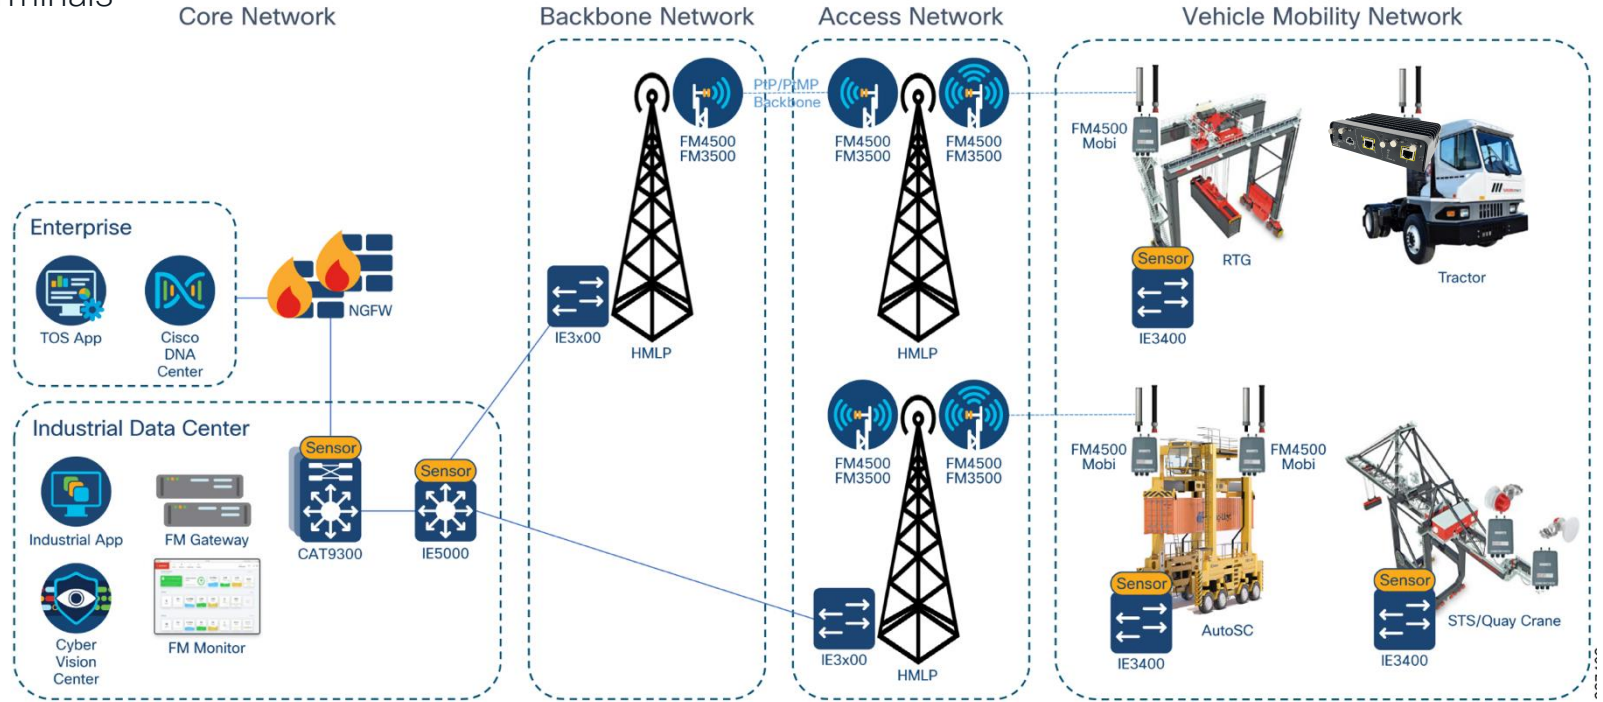 minals
Core Network
Backbone Network
Access Network
Vehicle Mobility Network
PtP/PtMP
Backbone
FM4500
FM3500
FM4500
FM3500
FM4500
FM3500
FM4500
Mobi
Enterprise
TOS App
Cisco
DNA
Center
NGFW
IE3x00
HMLP
HMLP
Sensor
IE3400
RTG
Tractor
Industrial Data Center
Industrial App
FM Gateway
Cyber
Vision
Center
FM Monitor
Sensor
CAT9300
Sensor
IE5000
FM4500
FM3500
FM4500
FM3500
IE3x00
HMLP
FM4500
Mobi
FM4500
Mobi
Sensor
IE3400
AutoSC
Sensor
IE3400
STS/Quay Crane